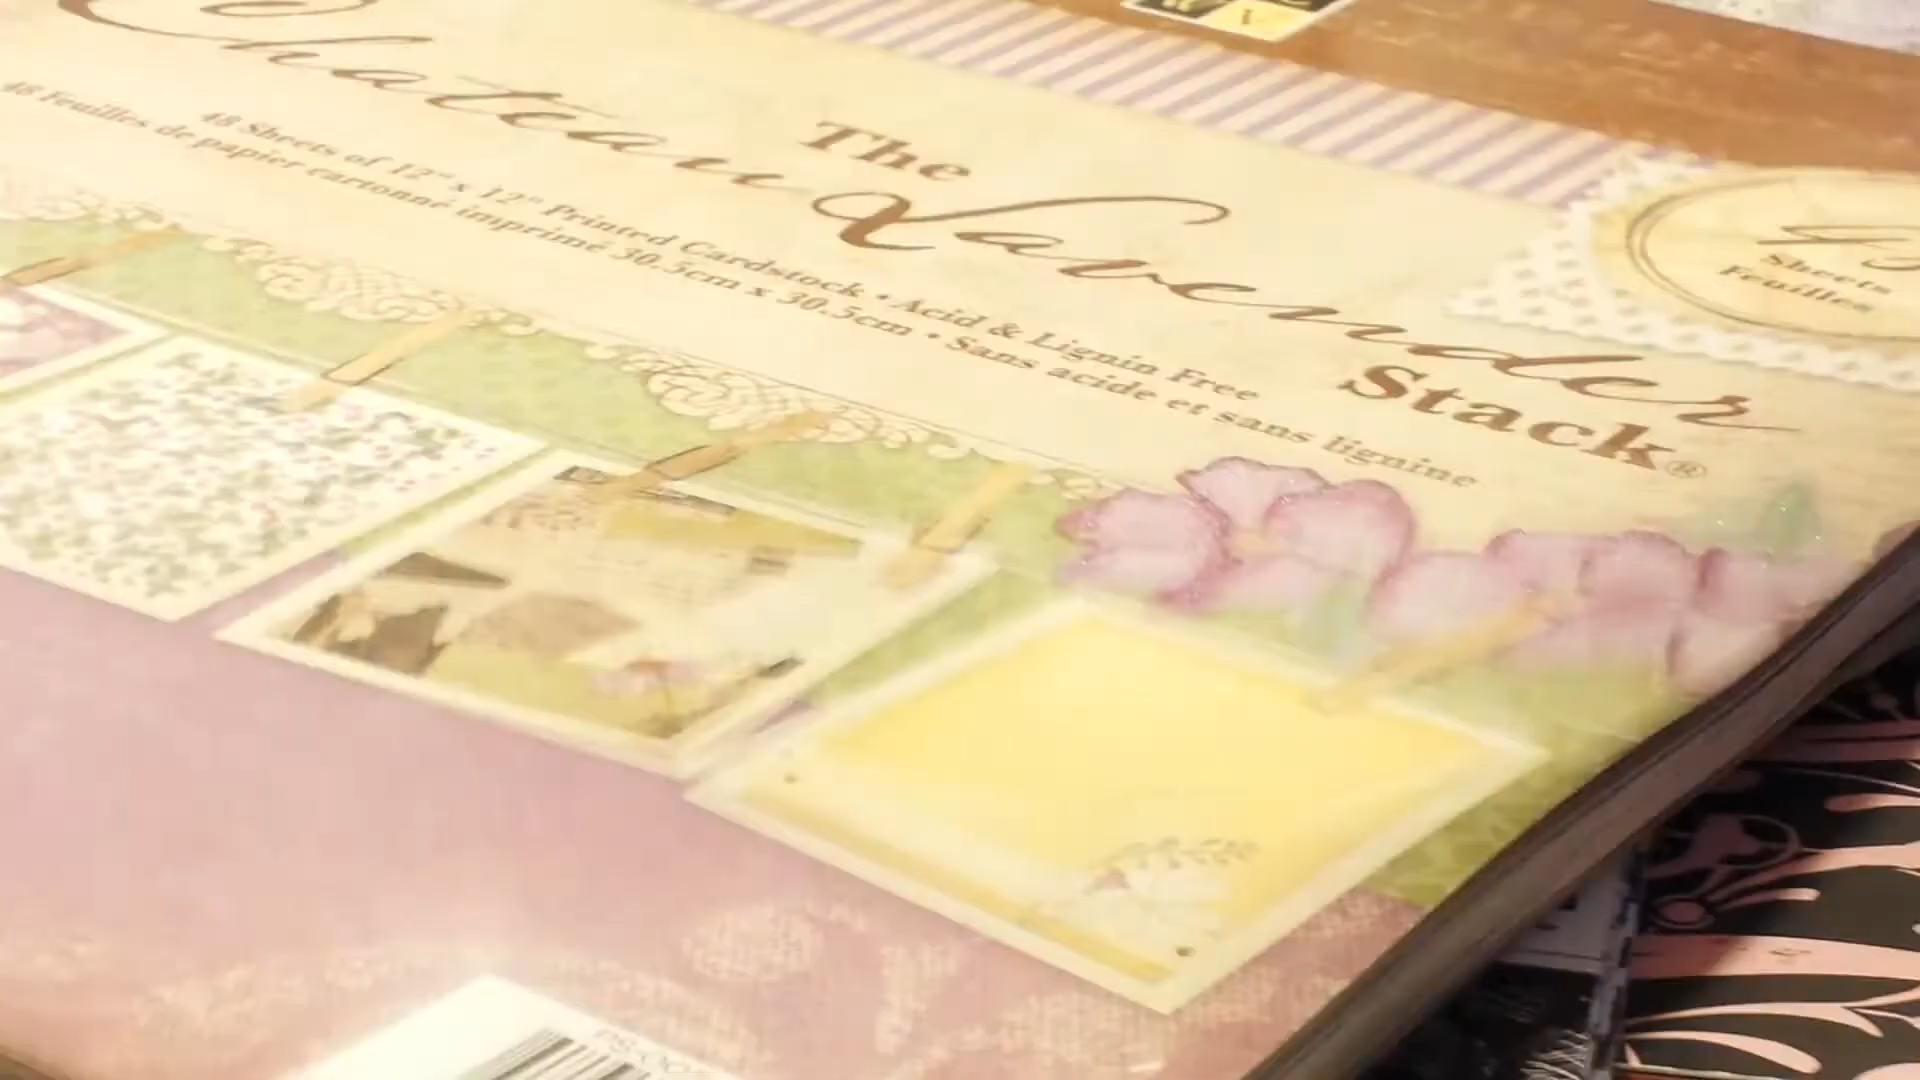 The
Chateau Lavender
Stack®
48 Sheets of 12" x 12" Printed Cardstock • Acid & Lignin Free
48 Feuilles de papier cartonné imprimé 30.5cm x 30.5cm • Sans acide et sans lignine
48
Sheets
Feuilles